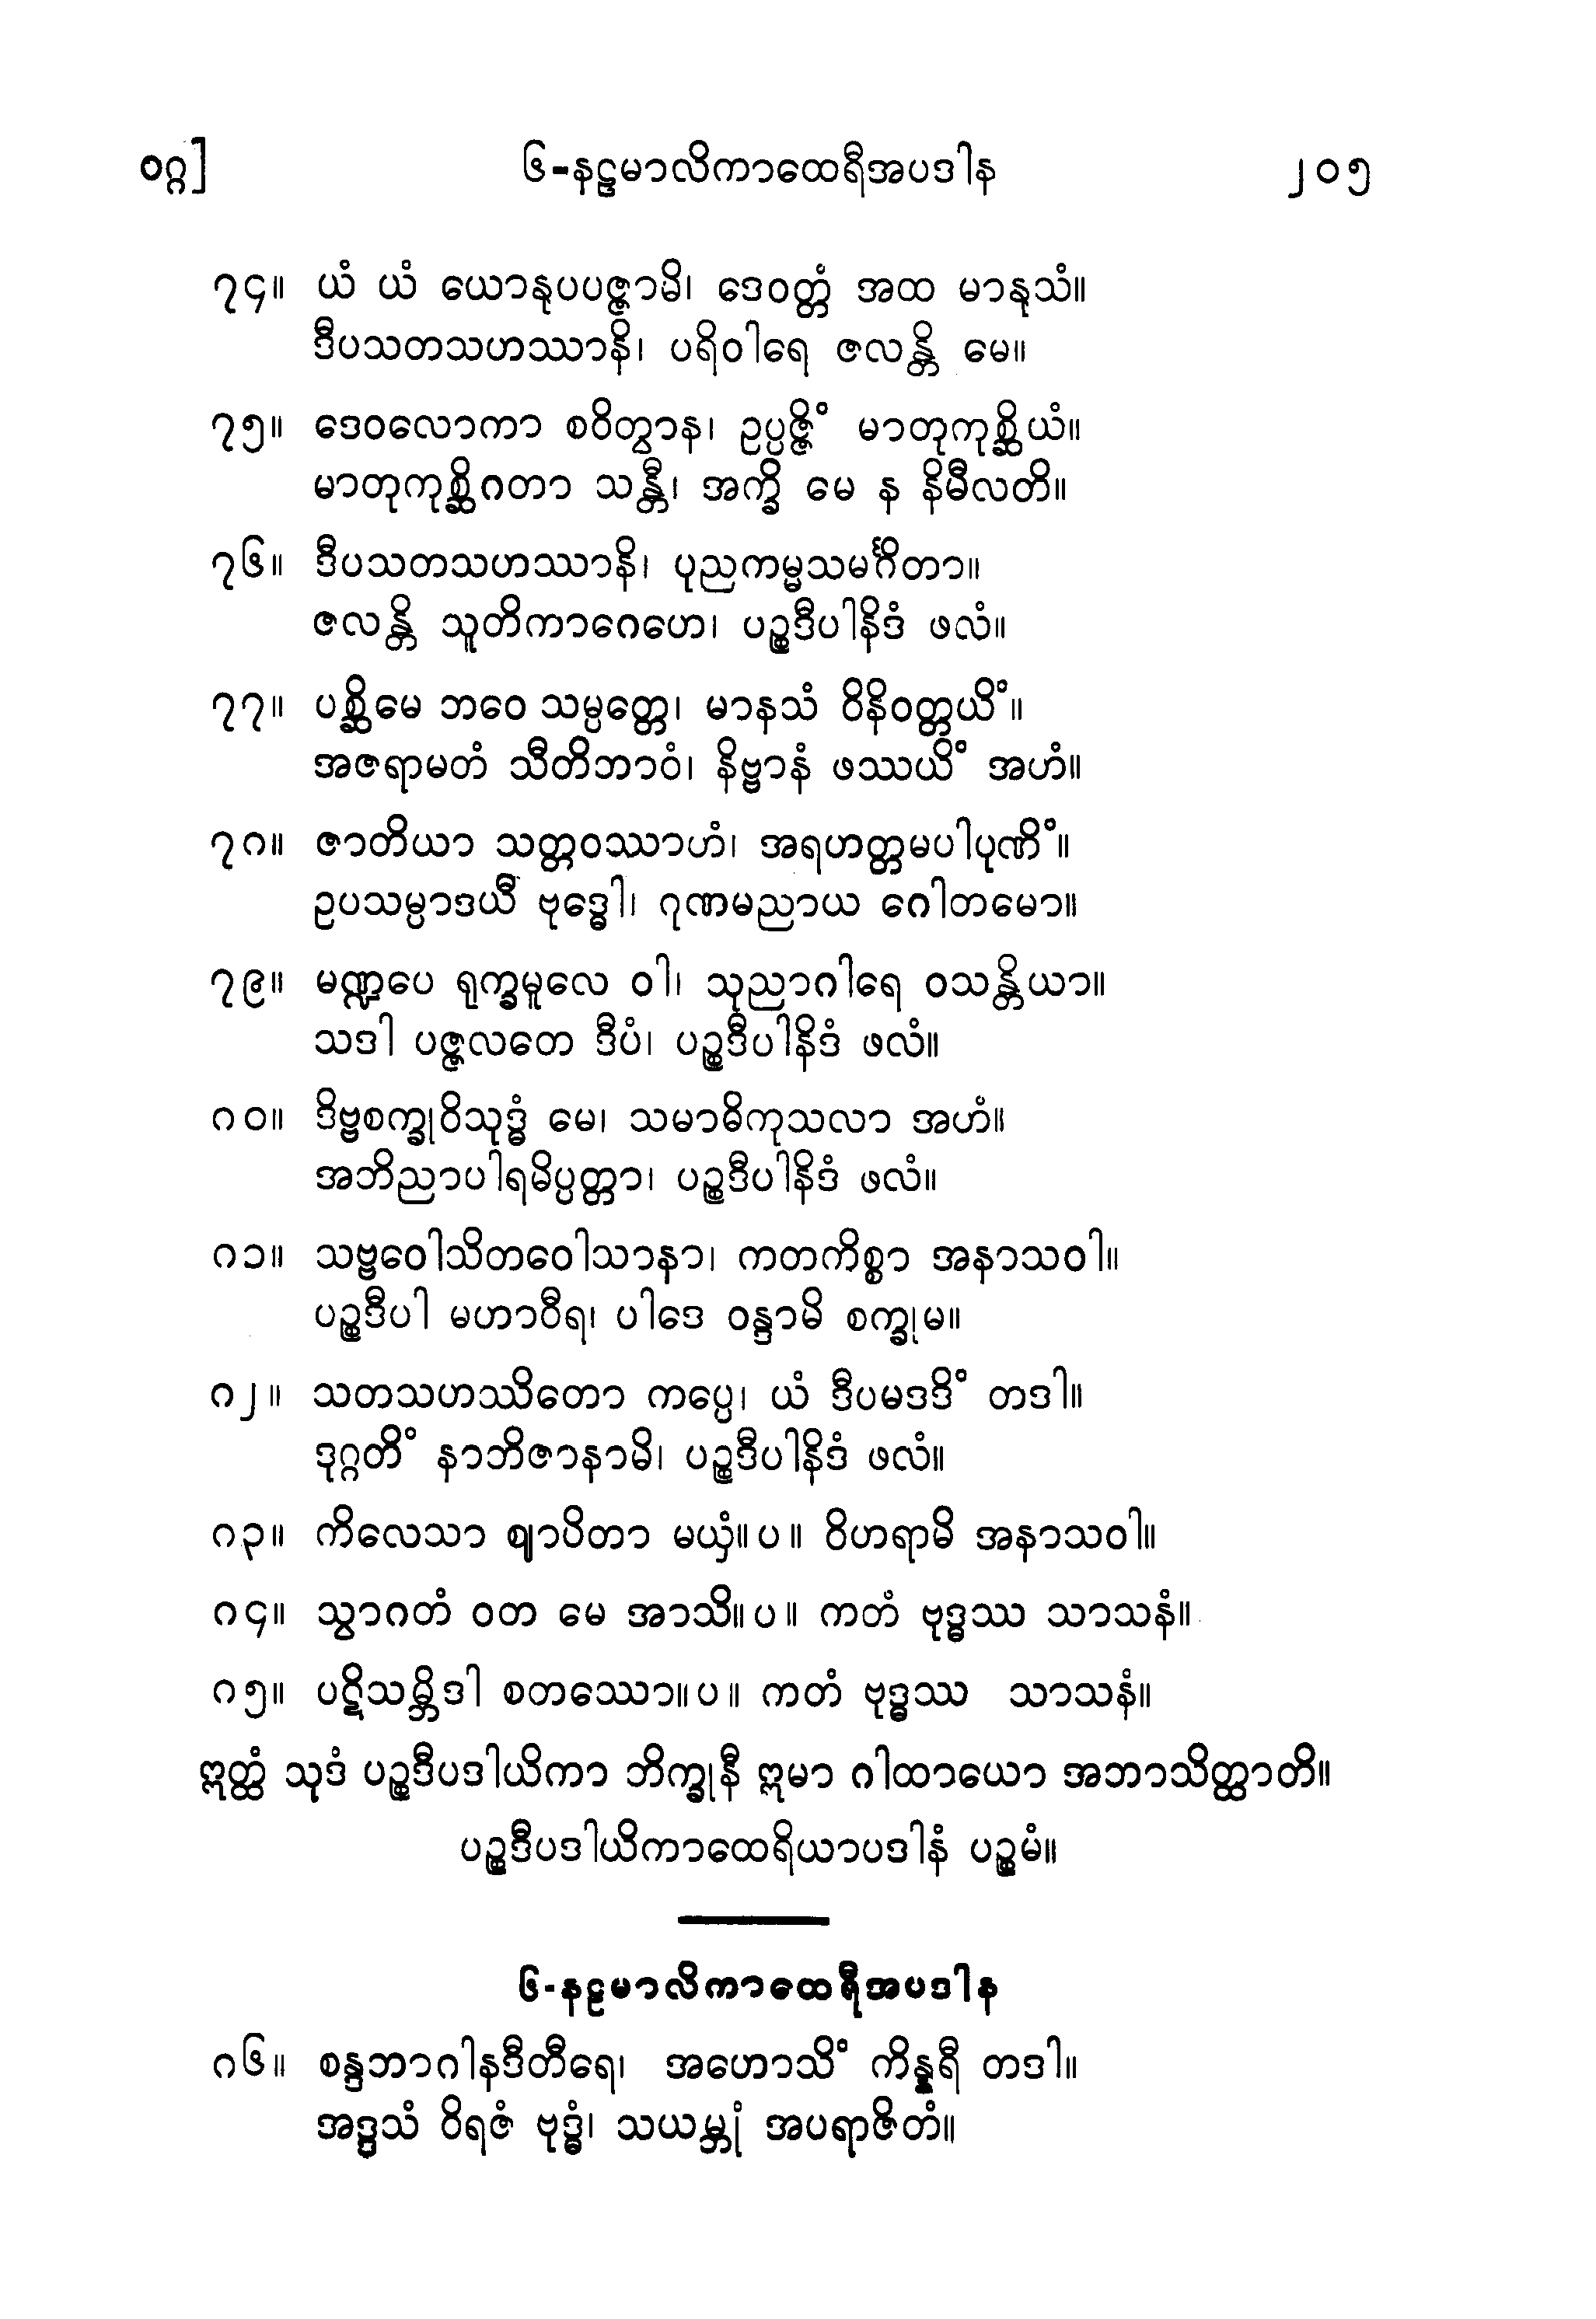 ဝဂ္ဂ] ၆-နဠမာလိကာထေရီအပဒါန ၂၀၅
၇၄။ ယံ ယံ ယောနုပပဇ္ဇာမိ၊ ဒေဝတ္တံ အထ မာနုသံ။
ဒီပသတသဟဿာနိ၊ ပရိဝါရေ ဇလန္တိ မေ။
၇၅။ ဒေဝလောကာ စဝိတွာန၊ ဥပ္ပဇ္ဇိံ မာတုကုစ္ဆိယံ။
မာတုကုစ္ဆိဂတာ သန္တီ၊ အက္ခိ မေ န နိမီလတိ။
၇၆။ ဒီပသတသဟဿာနိ၊ ပုညကမ္မသမင်္ဂိတာ။
ဇလန္တိ သူတိကာဂေဟေ၊ ပဉ္စဒီပါနိဒံ ဖလံ။
၇၇။ ပစ္ဆိမေ ဘဝေ သမ္ပတ္တေ၊ မာနသံ ဝိနိဝတ္တယိံ။
အဇရာမတံ သီတိဘာဝံ၊ နိဗ္ဗာနံ ဖဿယိံ အဟံ။
၇၈။ ဇာတိယာ သတ္တဝဿာဟံ၊ အရဟတ္တမပါပုဏိံ။
ဥပသမ္ပာဒယီ ဗုဒ္ဓေါ၊ ဂုဏမညာယ ဂေါတမော။
၇၉။ မဏ္ဍပေ ရုက္ခမူလေ ဝါ၊ သုညာဂါရေ ဝသန္တိယာ။
သဒါ ပဇ္ဇလတေ ဒီပံ၊ ပဉ္စဒီပါနိဒံ ဖလံ။
၈၀။ ဒိဗ္ဗစက္ခုဝိသုဒ္ဓံ မေ၊ သမာဓိကုသလာ အဟံ။
အဘိညာပါရမိပ္ပတ္တာ၊ ပဉ္စဒီပါနိဒံ ဖလံ။
၈၁။ သဗ္ဗဝေါသိတဝေါသာနာ၊ ကတကိစ္စာ အနာသဝါ။
ပဉ္စဒီပါ မဟာဝီရ၊ ပါဒေ ဝန္ဒာမိ စက္ခုမ။
၈၂။ သတသဟဿိတော ကပ္ပေ၊ ယံ ဒီပမဒဒိံ တဒါ။
ဒုဂ္ဂတိံ နာဘိဇာနာမိ၊ ပဉ္စဒီပါနိဒံ ဖလံ။
၈၃။ ကိလေသာ ဈာပိတာ မယှံ။ပ။ ဝိဟရာမိ အနာသဝါ။
၈၄။ သွာဂတံ ဝတ မေ အာသိ။ပ။ ကတံ ဗုဒ္ဓဿ သာသနံ။
၈၅။ ပဋိသမ္ဘိဒါ စတဿော။ပ။ ကတံ ဗုဒ္ဓဿ သာသနံ။
ဣတ္ထံ သုဒံ ပဉ္စဒီပဒါယိကာ ဘိက္ခုနီ ဣမာ ဂါထာယော အဘာသိတ္ထာတိ။
ပဉ္စဒီပဒါယိကာထေရိယာပဒါနံ ပဉ္စမံ။
၆-နဠမာလိကာထေရီအပဒါန
၈၆။ စန္ဒဘာဂါနဒီတီရေ၊ အဟောသိံ ကိန္နရီ တဒါ။
အဒ္ဒသံ ဝိရဇံ ဗုဒ္ဓံ၊ သယမ္ဘုံ အပရာဇိတံ။